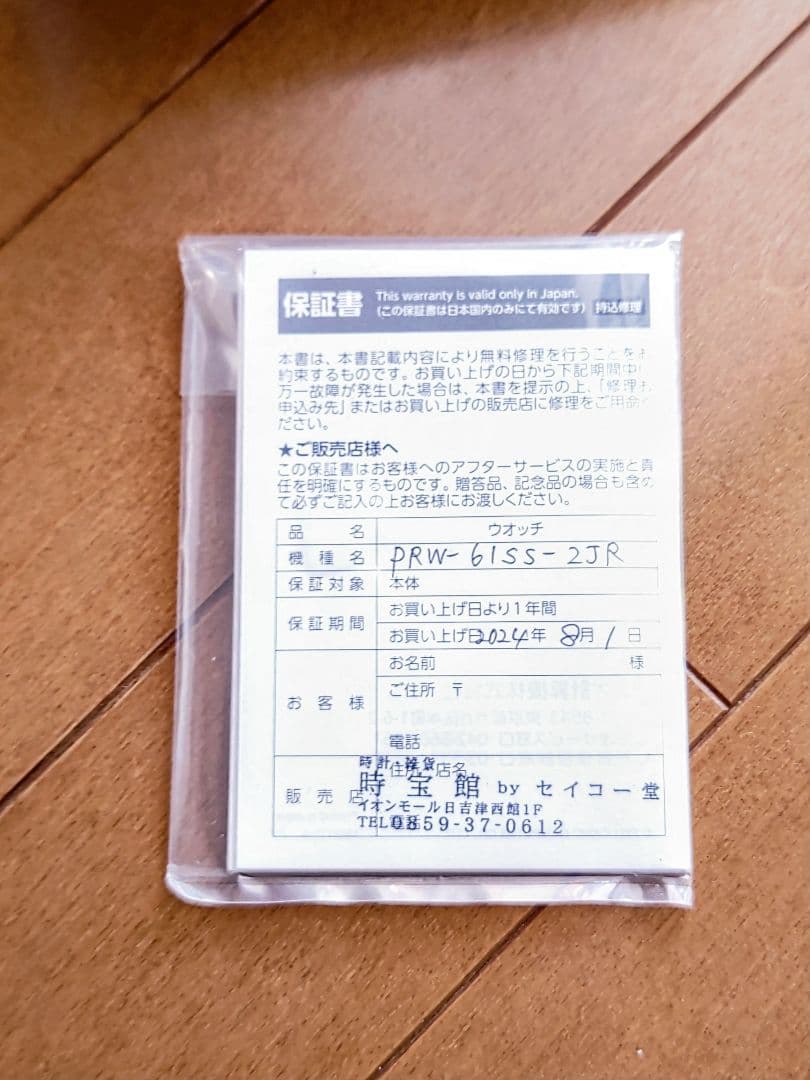 保証書
This warranty is valid only in Japan.
(この保証書は日本国内のみにて有効です)
持込修理
本書は、本書記載内容により無料修理を行うことをお
約束するものです。お買い上げの日から下記期間中に
万一故障が発生した場合は、本書を提示の上、「修理お
申込み先」またはお買い上げの販売店に修理をご用命く
ださい。
★ご販売店様へ
この保証書はお客様へのアフターサービスの実施と責
任を明確にするものです。贈答品、記念品の場合も含め
て必ずご記入の上お客様にお渡しください。
品名 ウオッチ
機種名 PRW-61SS-2JR
保証対象 本体
保証期間 お買い上げ日より1年間
お買い上げ日2024年 8月 1日
お客様 お名前 様
ご住所 〒
電話
販売店 住所・店名
時計・雑貨
時宝館 by セイコー堂
イオンモール日吉津西館1F
電話
TEL0859-37-0612